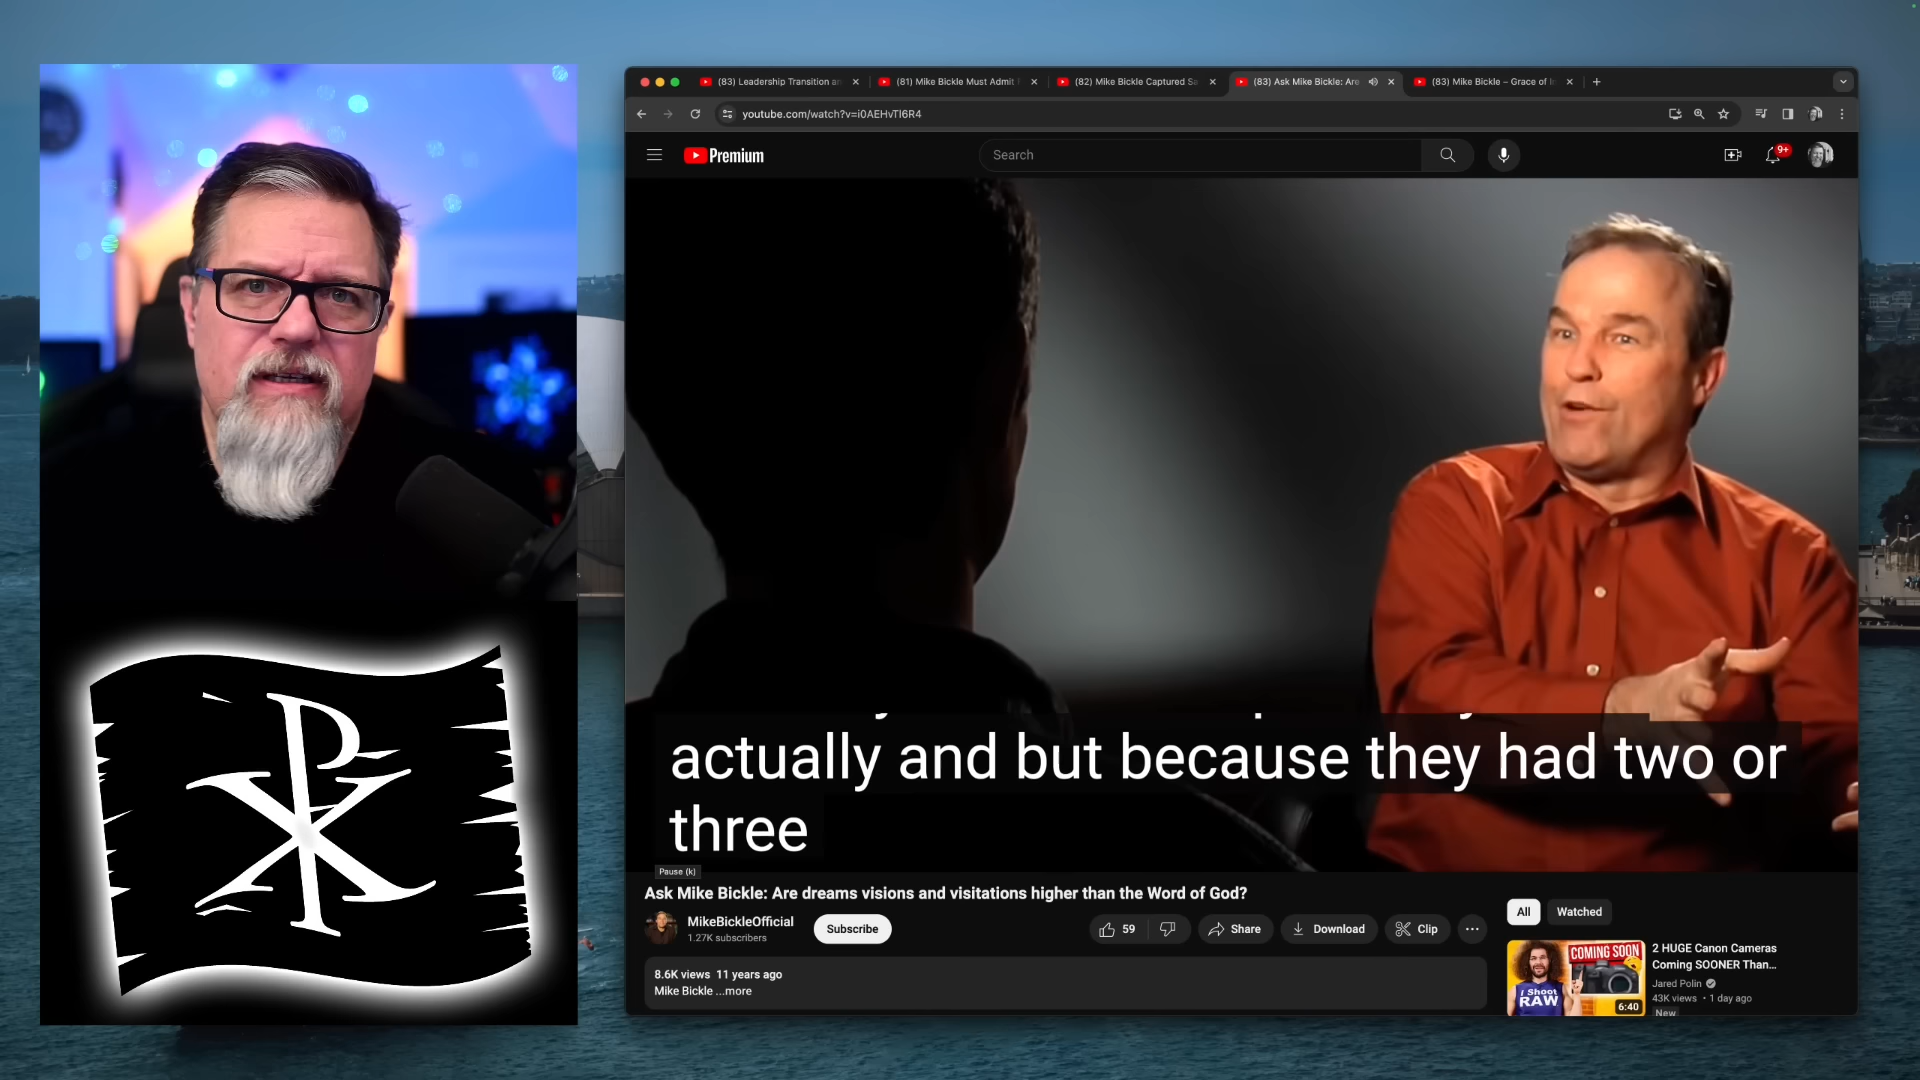 (83) Leadership Transition a
(81) Mike Bickle Must Admit
(82) Mike Bickle Captured Sa
(83) Ask Mike Bickle: Are
(83) Mike Bickle – Grace of i
youtube.com/watch?v=i0AEHvTI6R4
Premium
Search
9+
actually and but because they had two or
three
Pause (k)
Ask Mike Bickle: Are dreams visions and visitations higher than the Word of God?
MikeBickleOfficial
1.27K subscribers
Subscribe
59
Share
Download
Clip
8.6K views 11 years ago
Mike Bickle ...more
All
Watched
COMING SOON
I Shoot
RAW
6:40
2 HUGE Canon Cameras
Coming SOONER Than...
Jared Polin
43K views • 1 day ago
New